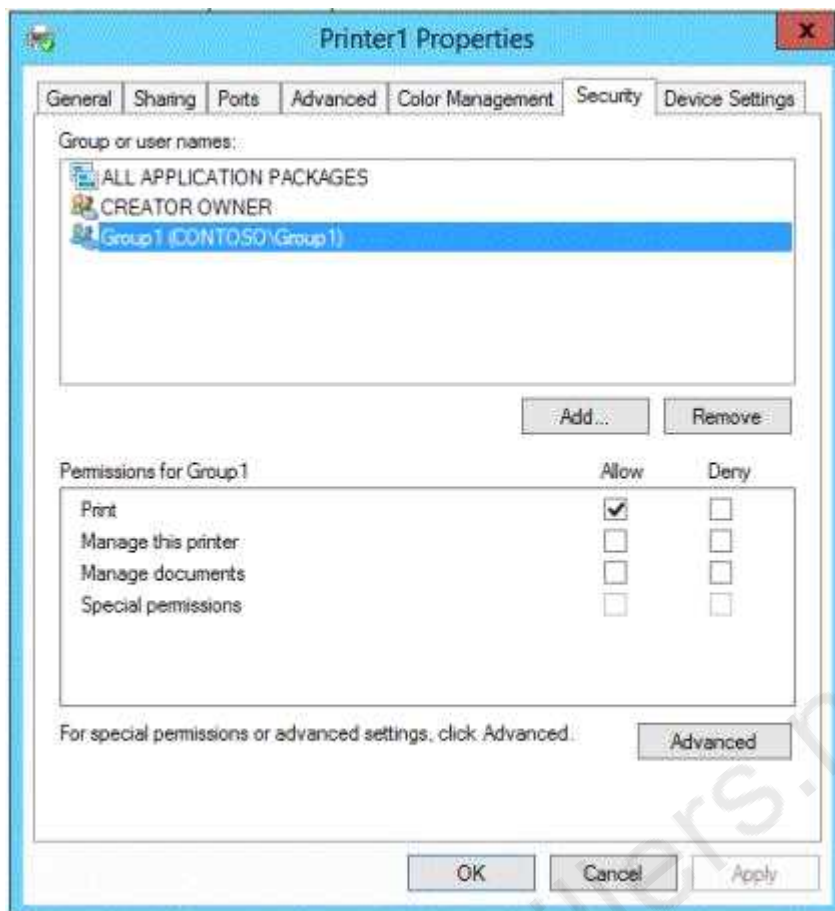 Printer1 Properties
x
General Sharing Ports Advanced Color Management Security Device Settings
Group or user names:
ALL APPLICATION PACKAGES
CREATOR OWNER
Group1 (CONTOSO\Group1)
Add... Remove
Permissions for Group1 Allow Deny
Print
Manage this printer
Manage documents
Special permissions
For special permissions or advanced settings, click Advanced.
Advanced
OK Cancel Apply